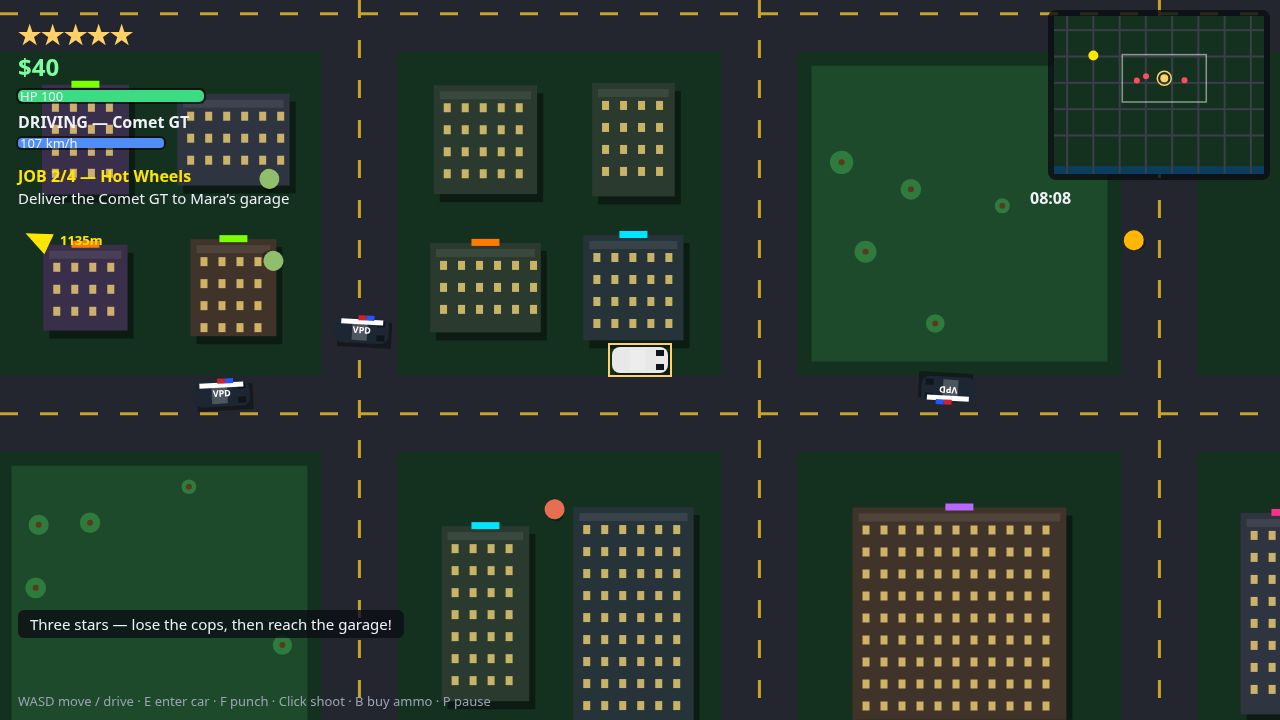 ★★★★★
$40
HP 100
DRIVING — Comet GT
107 km/h
JOB 2/4 — Hot Wheels
Deliver the Comet GT to Mara's garage
08:08
1135m
VPD
VPD
VPD
Three stars — lose the cops, then reach the garage!
WASD move / drive · E enter car · F punch · Click shoot · B buy ammo · P pause